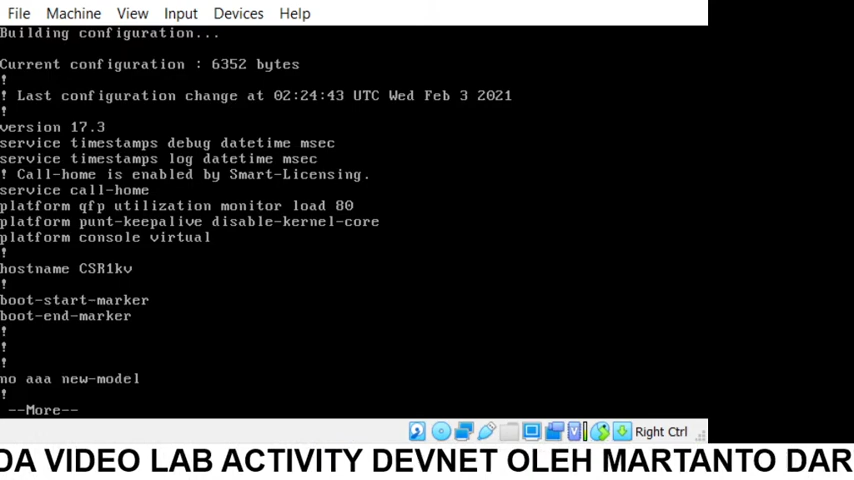 File Machine View Input Devices Help
Building configuration...
Current configuration : 6352 bytes
!
! Last configuration change at 02:24:43 UTC Wed Feb 3 2021
!
version 17.3
service timestamps debug datetime msec
service timestamps log datetime msec
! Call-home is enabled by Smart-Licensing.
service call-home
platform qfp utilization monitor load 80
platform punt-keepalive disable-kernel-core
platform console virtual
!
hostname CSR1kv
!
boot-start-marker
boot-end-marker
!
!
!
no aaa new-model
!
--More--
Right Ctrl
DA VIDEO LAB ACTIVITY DEVNET OLEH MARTANTO DAR